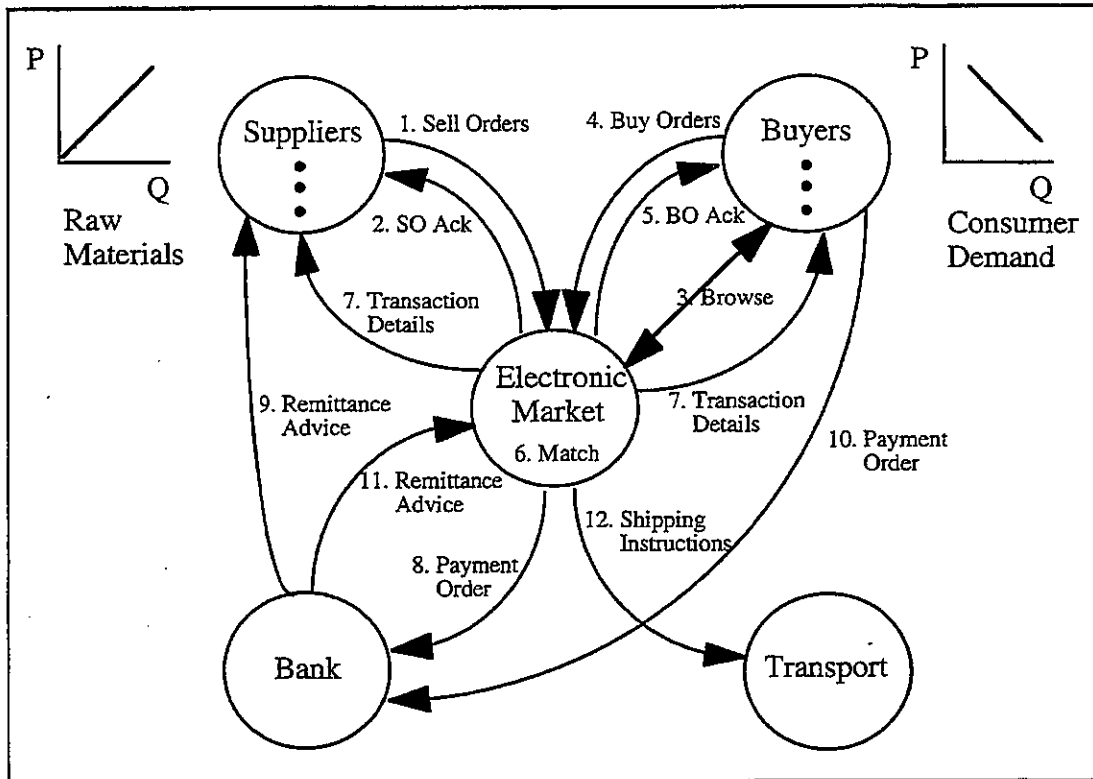 P
Q
Raw
Materials
Suppliers
1. Sell Orders
2. SO Ack
7. Transaction
Details
4. Buy Orders
5. BO Ack
3. Browse
Buyers
P
Q
Consumer
Demand
Electronic
Market
6. Match
7. Transaction
Details
9. Remittance
Advice
11. Remittance
Advice
10. Payment
Order
8. Payment
Order
12. Shipping
Instructions
Bank
Transport